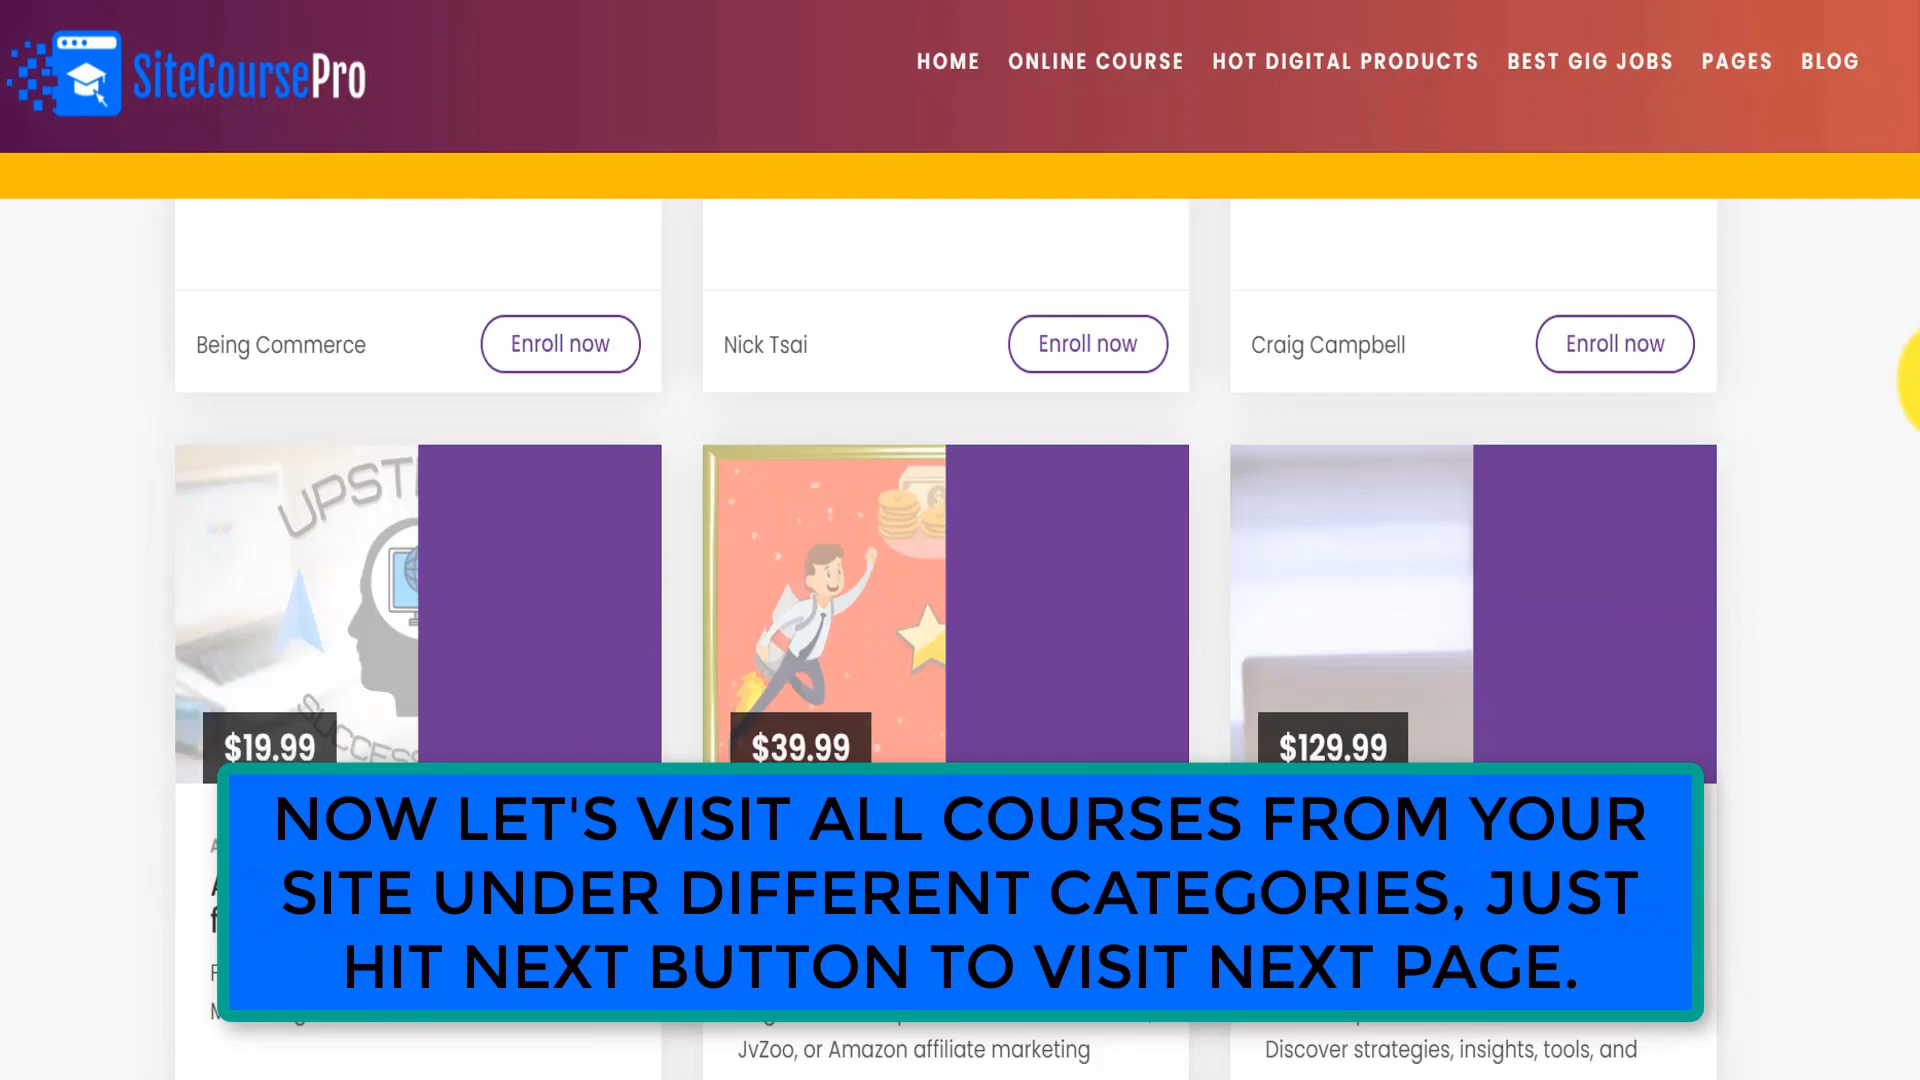 SiteCoursePro
HOME ONLINE COURSE HOT DIGITAL PRODUCTS BEST GIG JOBS PAGES BLOG
Being Commerce Enroll now
Nick Tsai Enroll now
Craig Campbell Enroll now
SUCCESS
$19.99
$39.99
$129.99
NOW LET'S VISIT ALL COURSES FROM YOUR
SITE UNDER DIFFERENT CATEGORIES, JUST
HIT NEXT BUTTON TO VISIT NEXT PAGE.
JvZoo, or Amazon affiliate marketing
Discover strategies, insights, tools, and